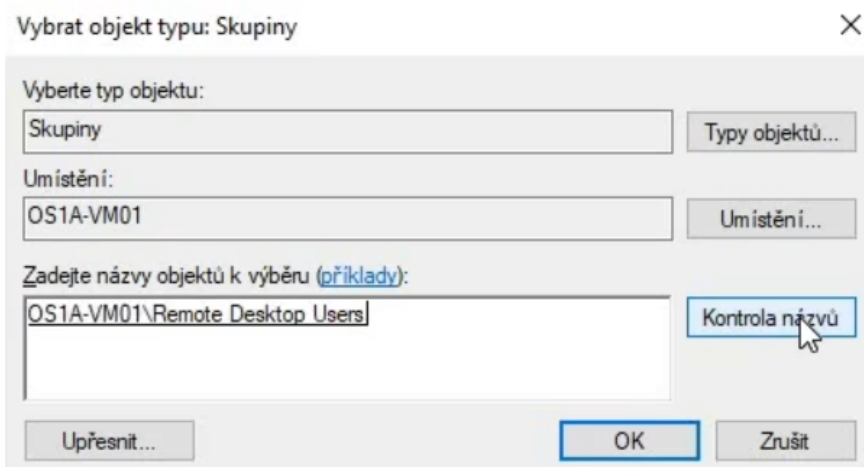 Vybrat objekt typu: Skupiny
Vyberte typ objektu:
Skupiny
Typy objektů...
Umístění:
OS1A-VM01
Umístění...
Zadejte názvy objektů k výběru (příklady):
OS1A-VM01\Remote Desktop Users
Kontrola názvů
Upřesnit...
OK
Zrušit